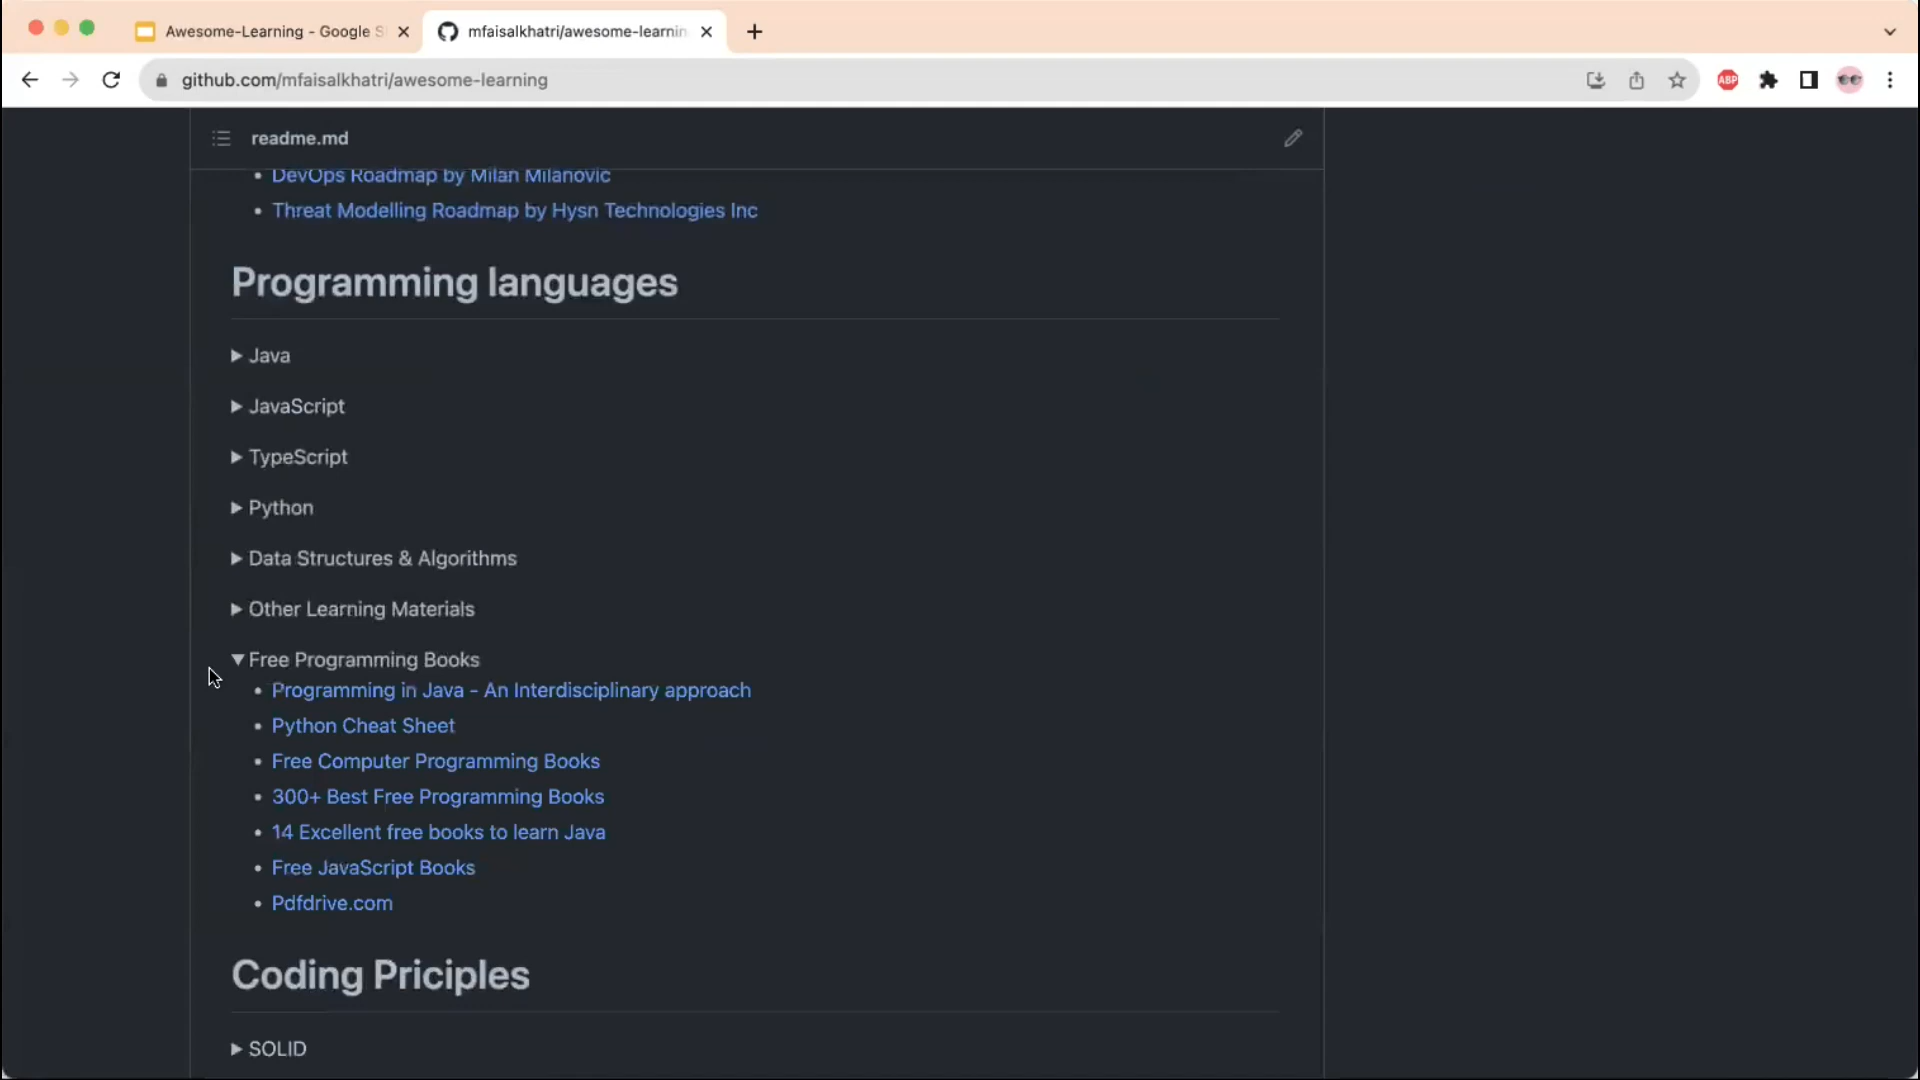 Awesome-Learning - Google S
mfaisalkhatri/awesome-learnin
github.com/mfaisalkhatri/awesome-learning
ABP
readme.md
DevOps Roadmap by Milan Milanovic
Threat Modelling Roadmap by Hysn Technologies Inc
Programming languages
Java
JavaScript
TypeScript
Python
Data Structures & Algorithms
Other Learning Materials
Free Programming Books
Programming in Java - An Interdisciplinary approach
Python Cheat Sheet
Free Computer Programming Books
300+ Best Free Programming Books
14 Excellent free books to learn Java
Free JavaScript Books
Pdfdrive.com
Coding Priciples
SOLID